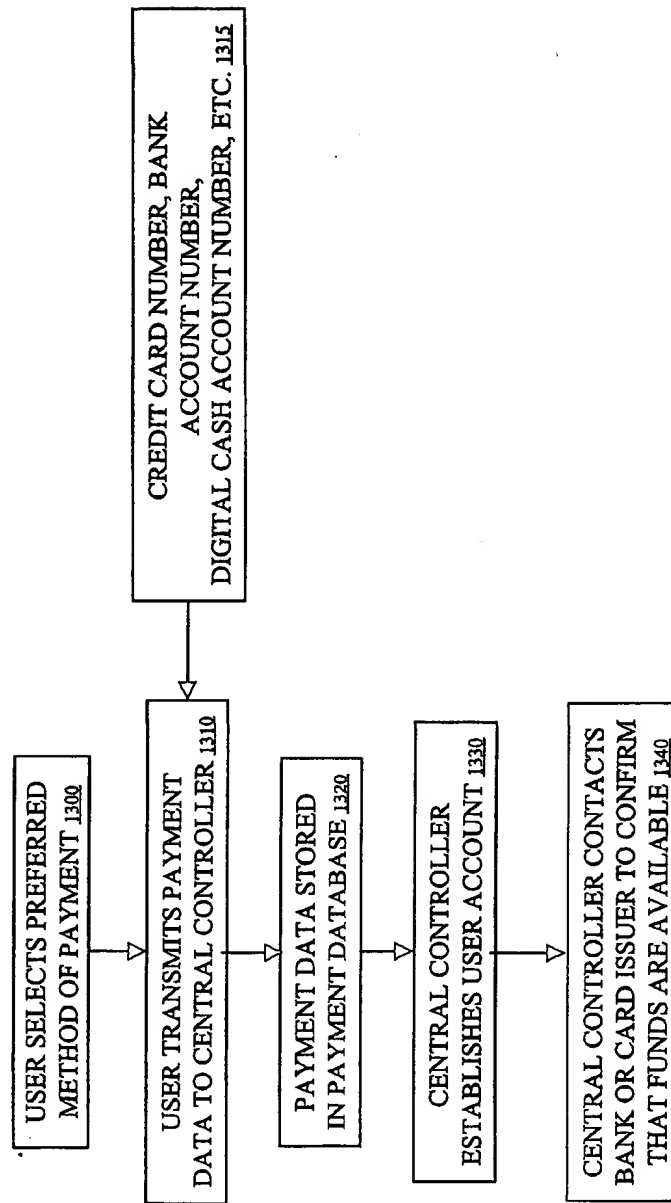 USER SELECTS PREFERRED
METHOD OF PAYMENT 1300
USER TRANSMITS PAYMENT
DATA TO CENTRAL CONTROLLER 1310
CREDIT CARD NUMBER, BANK
ACCOUNT NUMBER,
DIGITAL CASH ACCOUNT NUMBER, ETC. 1315
PAYMENT DATA STORED
IN PAYMENT DATABASE 1320
CENTRAL CONTROLLER
ESTABLISHES USER ACCOUNT 1330
CENTRAL CONTROLLER CONTACTS
BANK OR CARD ISSUER TO CONFIRM
THAT FUNDS ARE AVAILABLE 1340